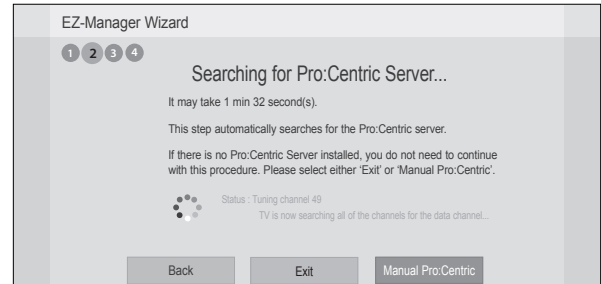 EZ-Manager Wizard
1 2 3 4
Searching for Pro:Centric Server...
It may take 1 min 32 second(s).
This step automatically searches for the Pro:Centric server.
If there is no Pro:Centric Server installed, you do not need to continue
with this procedure. Please select either ‘Exit’ or ‘Manual Pro:Centric’.
Status : Tuning channel 49
TV is now searching all of the channels for the data channel...
Back Exit Manual Pro:Centric